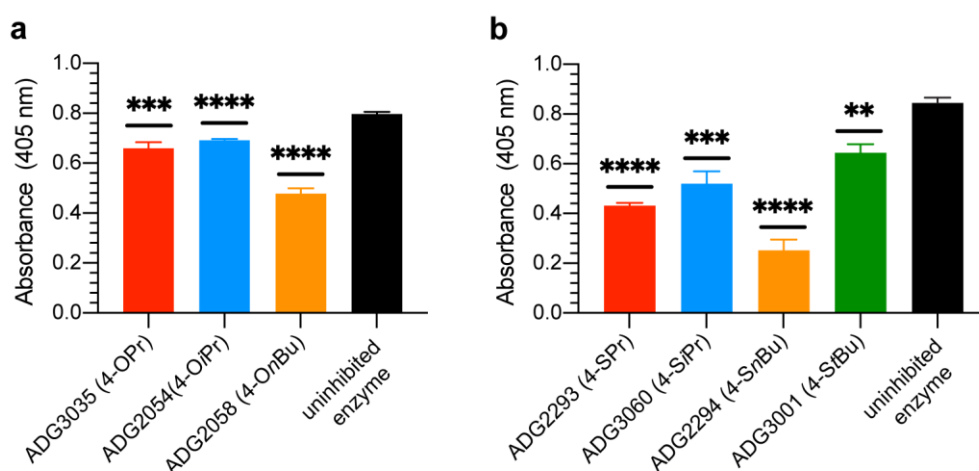 a
Absorbance (405 nm)
1.0
0.8
0.6
0.4
0.2
0.0
***
****
****
ADG3035 (4-OPr)
ADG2054(4-OiPr)
ADG2058 (4-OnBu)
uninhibited
enzyme
b
Absorbance (405 nm)
1.0
0.8
0.6
0.4
0.2
0.0
****
***
****
**
ADG2293 (4-SPr)
ADG3060 (4-SiPr)
ADG2294 (4-SnBu)
ADG3001 (4-StBu)
uninhibited
enzyme